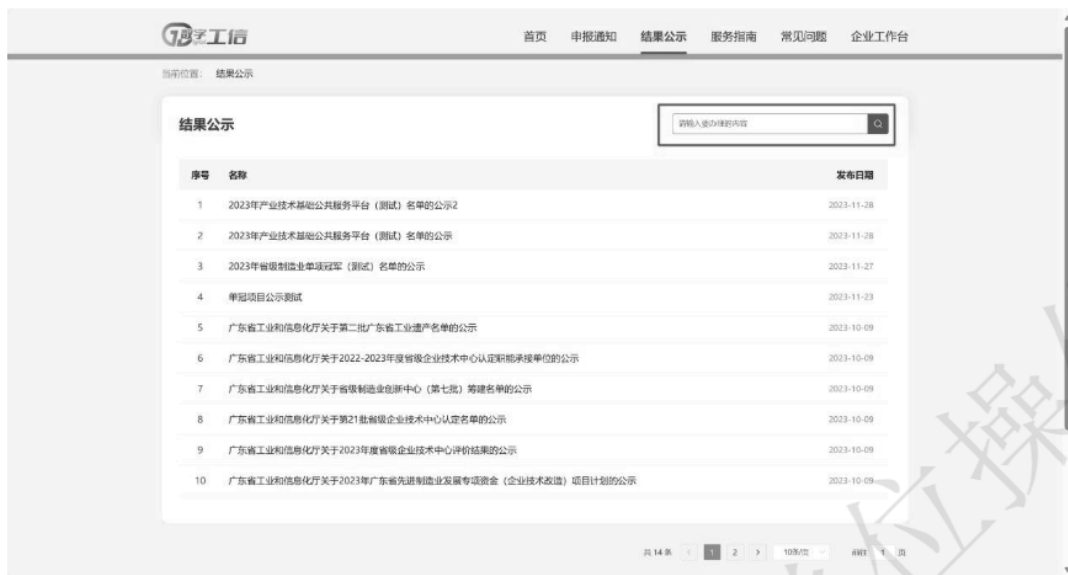 数字工信
首页 申报通知 结果公示 服务指南 常见问题 企业工作台
当前位置: 结果公示
结果公示
请输入要办理的内容
序号 名称 发布日期
1 2023年产业技术基础公共服务平台（测试）名单的公示2 2023-11-28
2 2023年产业技术基础公共服务平台（测试）名单的公示 2023-11-28
3 2023年省级制造业单项冠军（测试）名单的公示 2023-11-27
4 单冠项目公示测试 2023-11-23
5 广东省工业和信息化厅关于第二批广东省工业遗产名单的公示 2023-10-09
6 广东省工业和信息化厅关于2022-2023年度省级企业技术中心认定职能承接单位的公示 2023-10-09
7 广东省工业和信息化厅关于省级制造业创新中心（第七批）筹建名单的公示 2023-10-09
8 广东省工业和信息化厅关于第21批省级企业技术中心认定名单的公示 2023-10-09
9 广东省工业和信息化厅关于2023年度省级企业技术中心评价结果的公示 2023-10-09
10 广东省工业和信息化厅关于2023年广东省先进制造业发展专项资金（企业技术改造）项目计划的公示 2023-10-09
共 14 条 1 2 10条/页 前往 1 页
位操